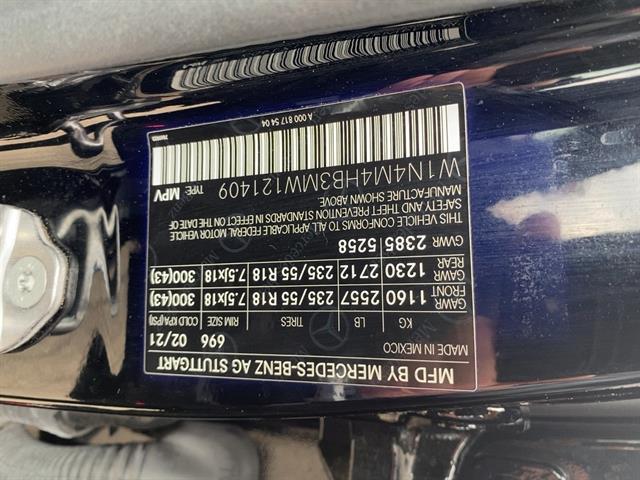 MFD BY MERCEDES-BENZ AG STUTTGART
MADE IN MEXICO 02/21 696
KG LB TIRES RIM SIZE COLD KPA(PSI)
FRONT GAWR 1160 2557 235/55 R18 7.5x18 300(43)
REAR GAWR 1230 2712 235/55 R18 7.5x18 300(43)
GVWR 2385 5258
THIS VEHICLE CONFORMS TO ALL APPLICABLE FEDERAL MOTOR VEHICLE
SAFETY AND THEFT PREVENTION STANDARDS IN EFFECT ON THE DATE OF
MANUFACTURE SHOWN ABOVE.
W1N4M4HB3MW121409 TYPE: MPV
A 000 817 54 04